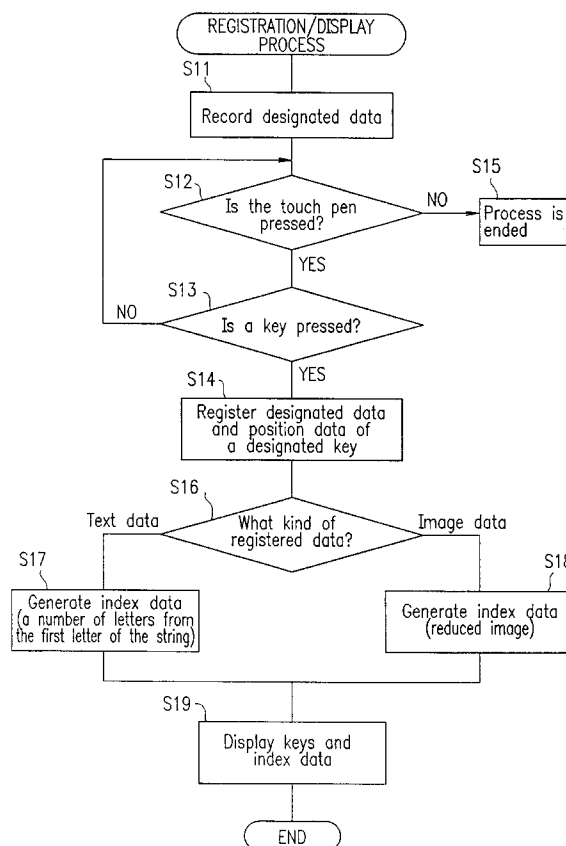 REGISTRATION/DISPLAY
PROCESS
S11
Record designated data
S12
Is the touch pen
pressed?
NO
S15
Process is
ended
YES
S13
NO
Is a key pressed?
YES
S14
Register designated data
and position data of
a designated key
S16
Text data
What kind of
registered data?
Image data
S17
Generate index data
(a number of letters from
the first letter of the string)
S18
Generate index data
(reduced image)
S19
Display keys and
index data
END